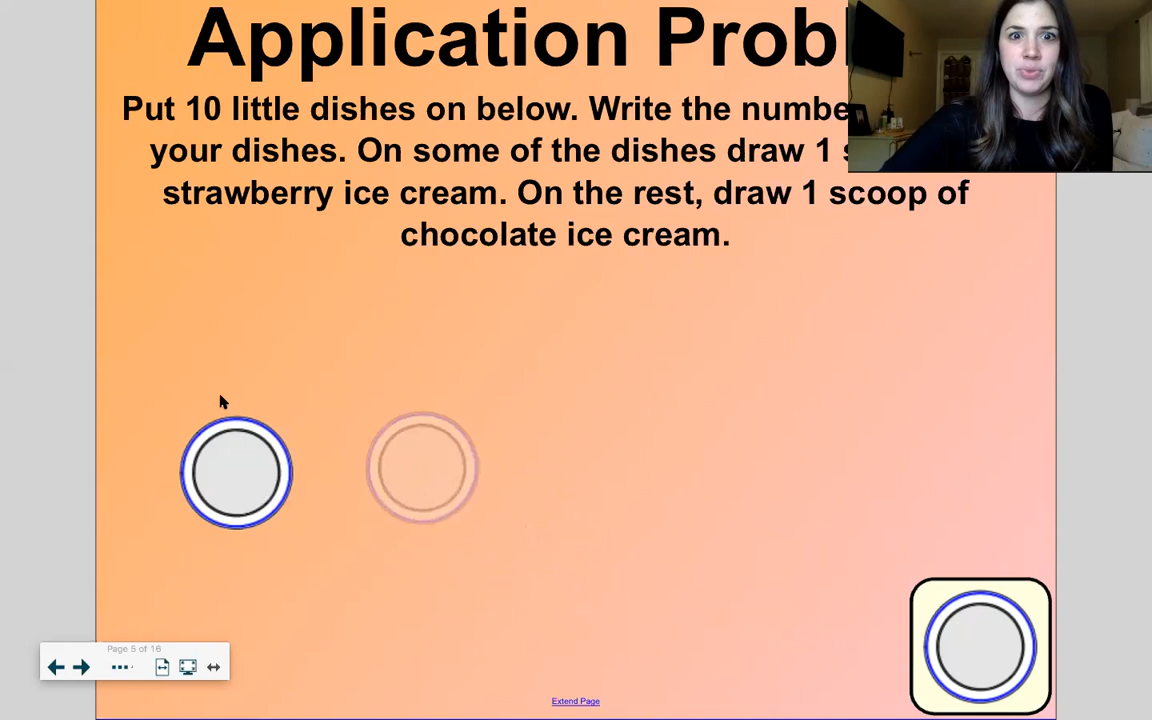 Application Prob
Put 10 little dishes on below. Write the numbe
your dishes. On some of the dishes draw 1 s
strawberry ice cream. On the rest, draw 1 scoop of
chocolate ice cream.
Page 5 of 16
Extend Page